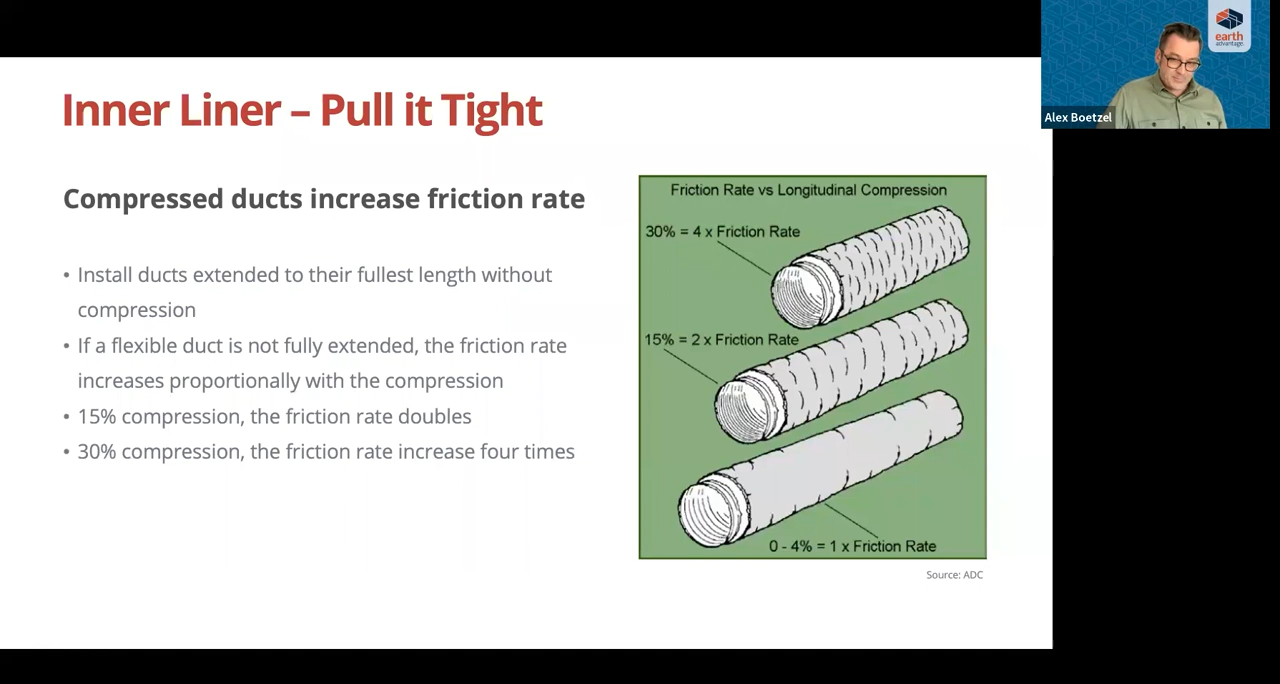 Inner Liner – Pull it Tight
Compressed ducts increase friction rate
• Install ducts extended to their fullest length without
compression
• If a flexible duct is not fully extended, the friction rate
increases proportionally with the compression
• 15% compression, the friction rate doubles
• 30% compression, the friction rate increase four times
Friction Rate vs Longitudinal Compression
30% = 4 x Friction Rate
15% = 2 x Friction Rate
0 - 4% = 1 x Friction Rate
Source: ADC
earth
advantage
Alex Boetzel